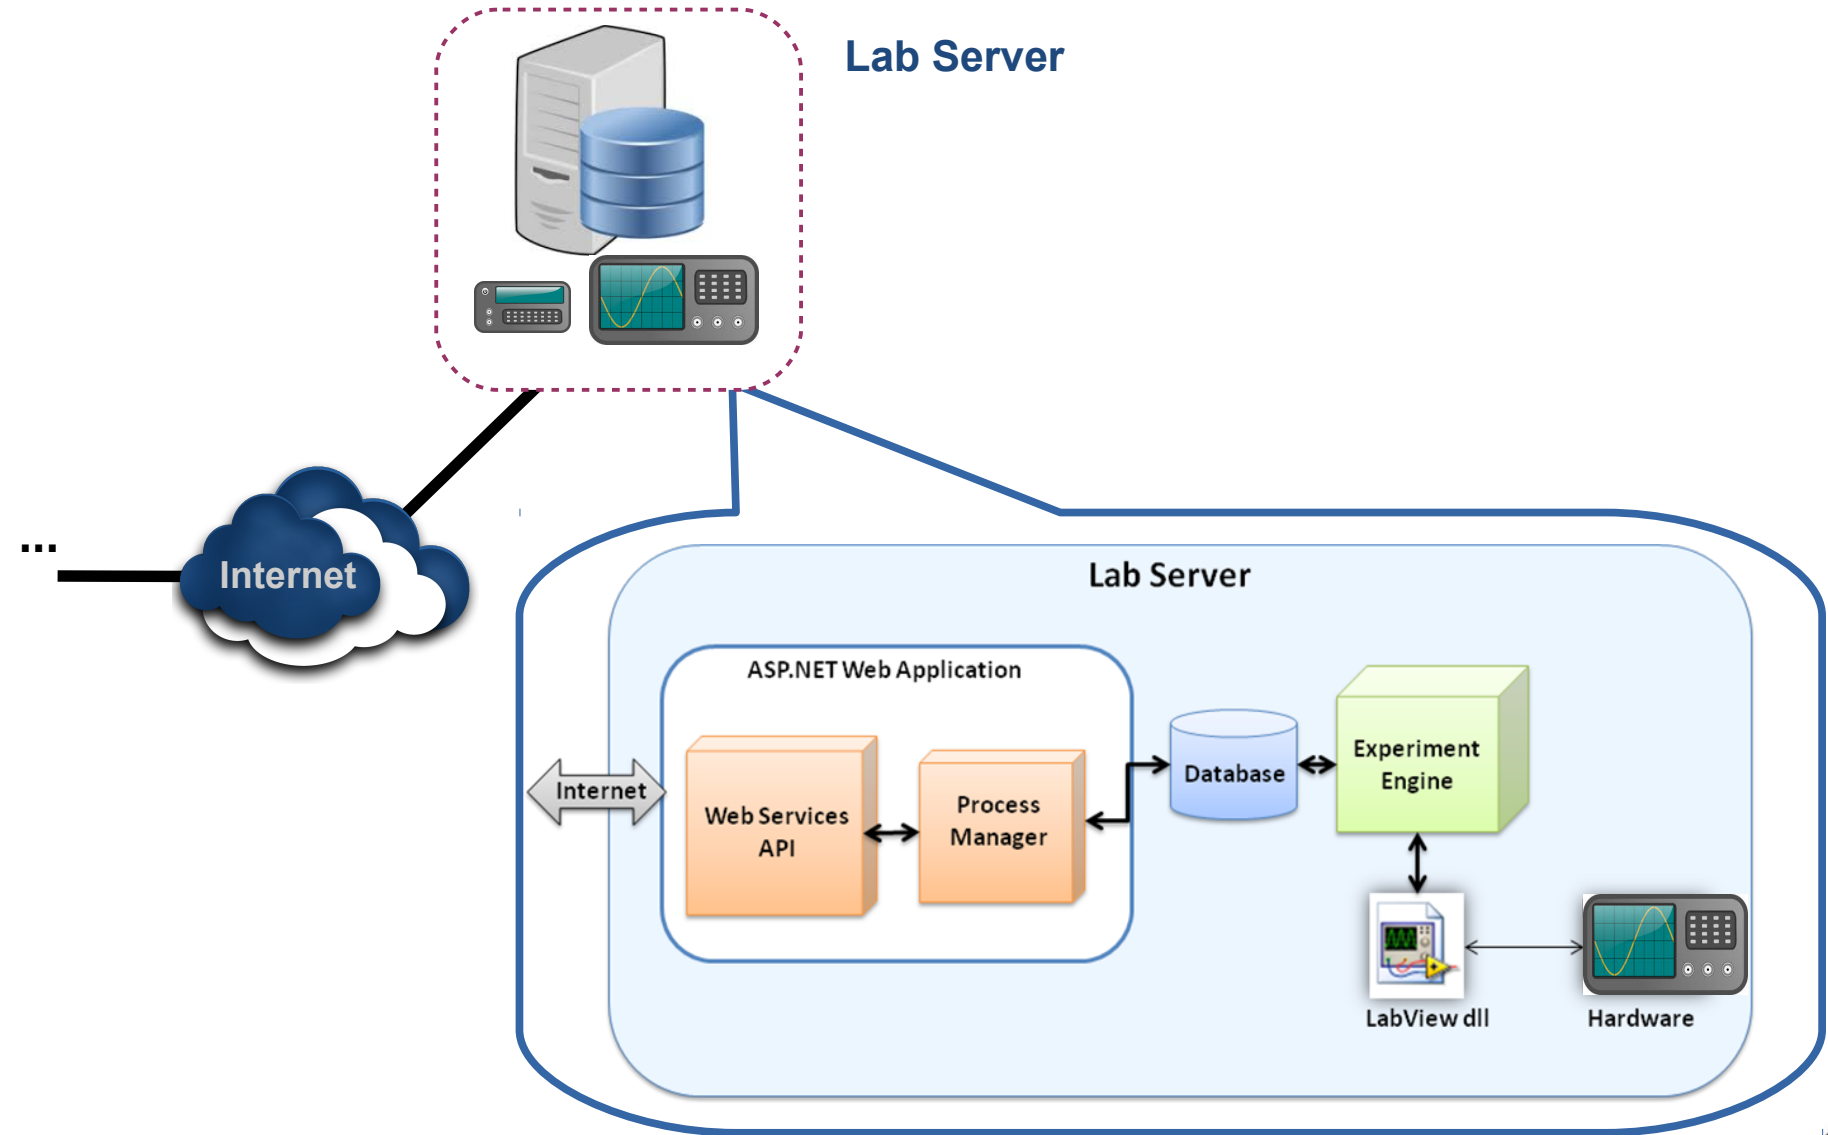 Lab Server
...
Internet
Lab Server
ASP.NET Web Application
Internet
Web Services
API
Process
Manager
Database
Experiment
Engine
LabView dll
Hardware